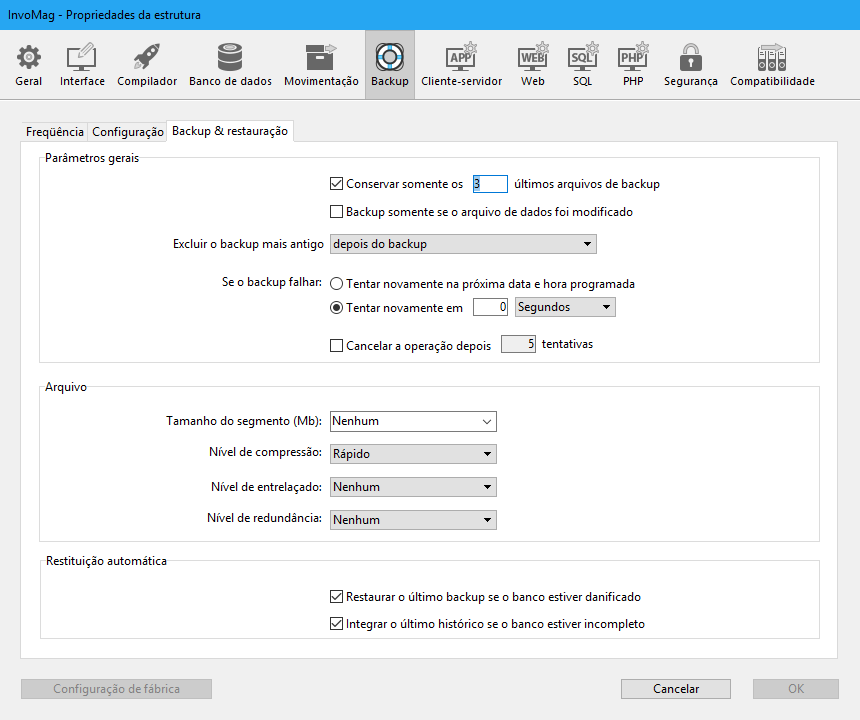 InvoMag - Propriedades da estrutura
APP WEB SQL PHP
Geral Interface Compilador Banco de dados Movimentação Backup Cliente-servidor Web SQL PHP Segurança Compatibilidade
Freqüência Configuração Backup & restauração
Parâmetros gerais
Conservar somente os 3 últimos arquivos de backup
Backup somente se o arquivo de dados foi modificado
Excluir o backup mais antigo depois do backup
Se o backup falhar: Tentar novamente na próxima data e hora programada
Tentar novamente em 0 Segundos
Cancelar a operação depois 5 tentativas
Arquivo
Tamanho do segmento (Mb): Nenhum
Nível de compressão: Rápido
Nível de entrelaçado: Nenhum
Nível de redundância: Nenhum
Restituição automática
Restaurar o último backup se o banco estiver danificado
Integrar o último histórico se o banco estiver incompleto
Configuração de fábrica Cancelar OK